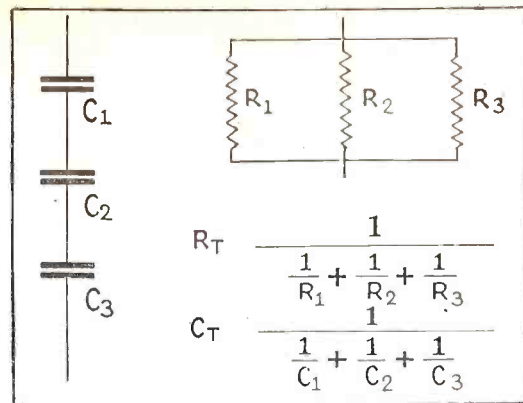 C1
C2
C3
R1 R2 R3
RT 1
1/R1 + 1/R2 + 1/R3
CT 1
1/C1 + 1/C2 + 1/C3